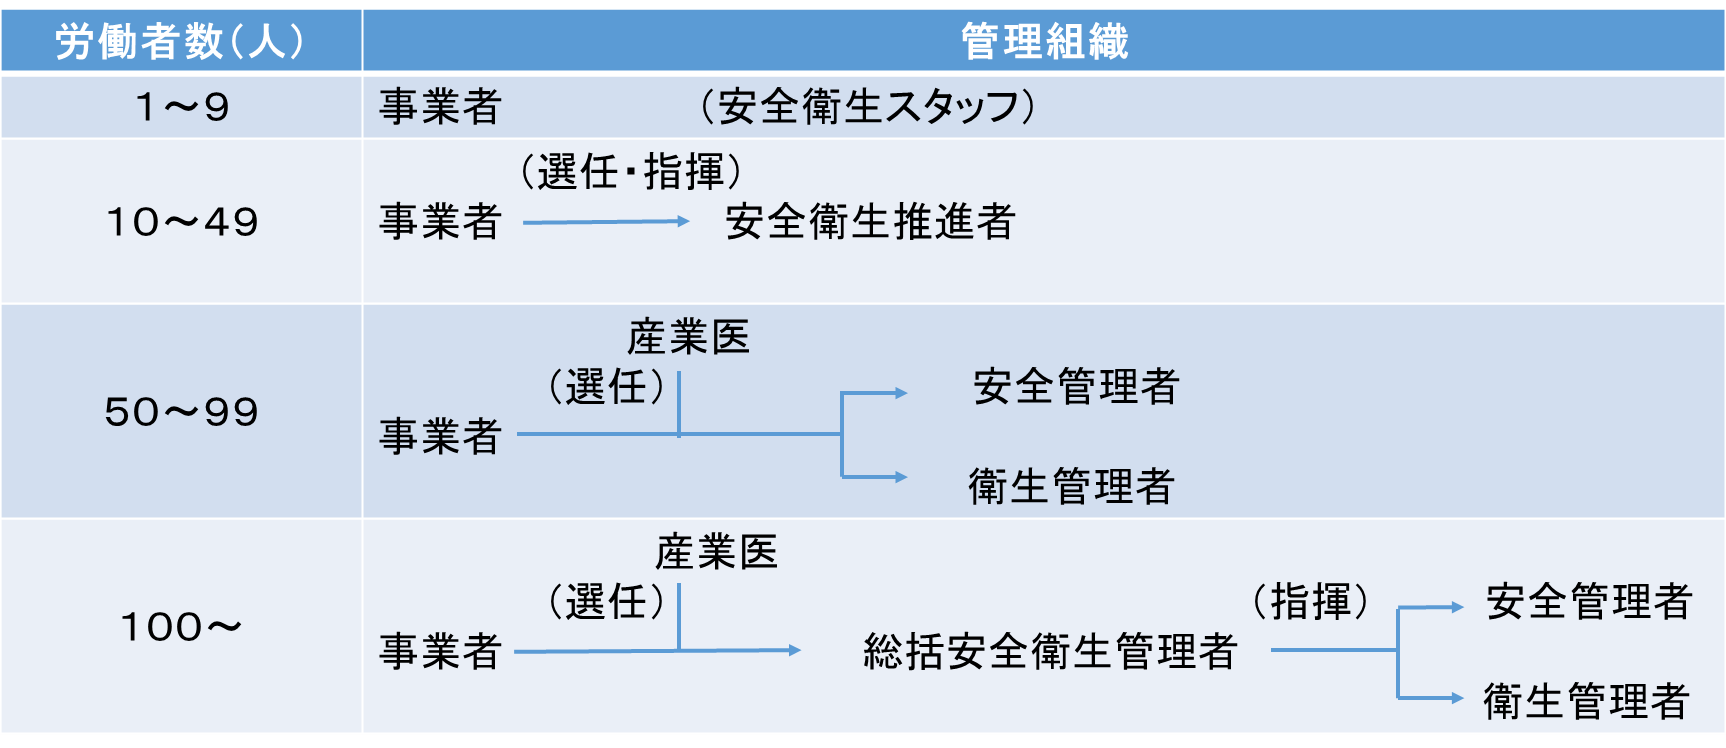 労働者数（人） 管理組織
１～９ 事業者 （安全衛生スタッフ）
（選任・指揮）
１０～４９ 事業者 安全衛生推進者
産業医
（選任） 安全管理者
５０～９９ 事業者
衛生管理者
産業医
（選任） （指揮） 安全管理者
１００～ 事業者 総括安全衛生管理者
衛生管理者